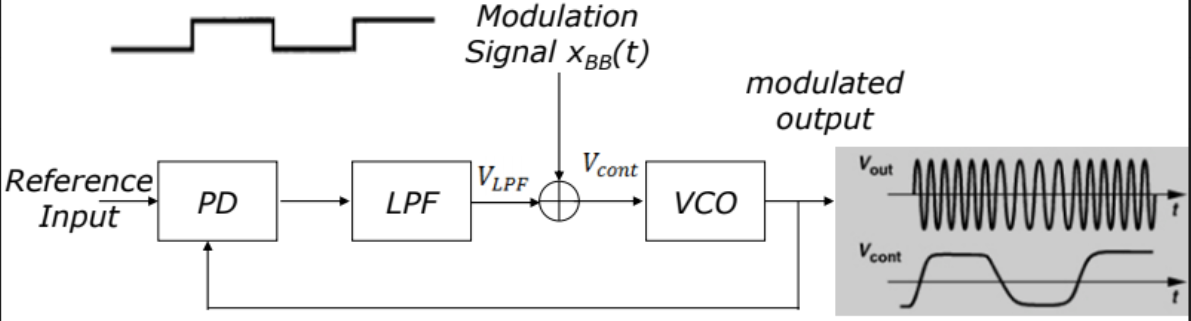 Modulation
Signal x_BB(t)
modulated
output
Reference
Input
PD
LPF
V_LPF
V_cont
VCO
V_out
t
V_cont
t